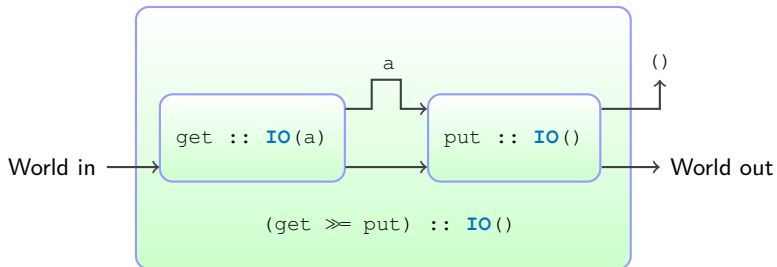 a
()
get :: IO(a)
put :: IO()
World in
World out
(get >>= put) :: IO()